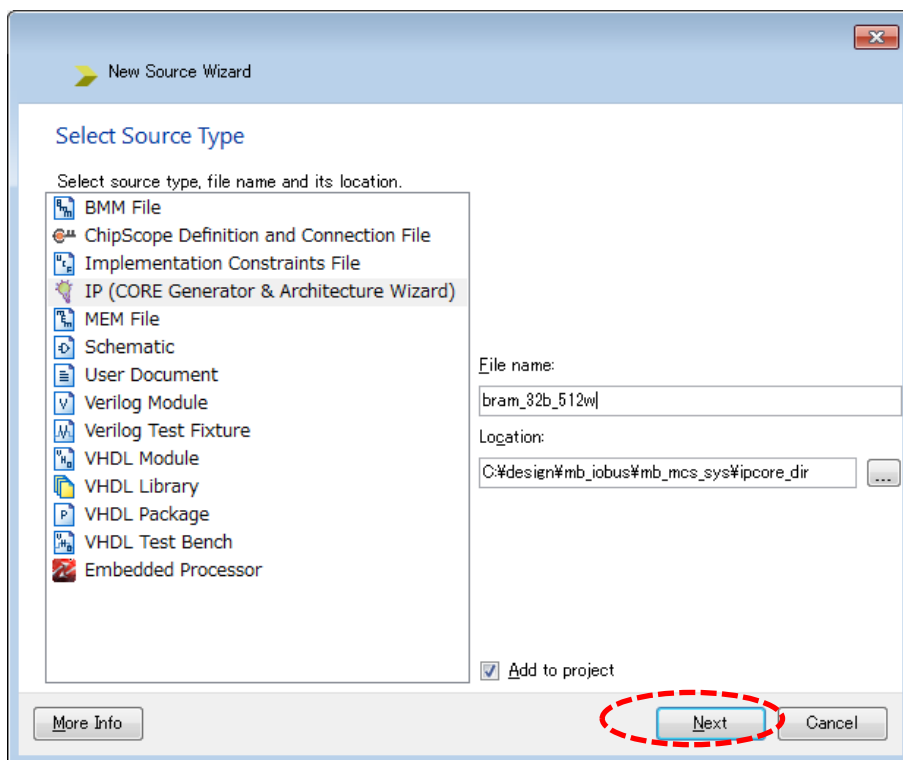 New Source Wizard
Select Source Type
Select source type, file name and its location.
BMM File
ChipScope Definition and Connection File
Implementation Constraints File
IP (CORE Generator & Architecture Wizard)
MEM File
Schematic
User Document
Verilog Module
Verilog Test Fixture
VHDL Module
VHDL Library
VHDL Package
VHDL Test Bench
Embedded Processor
File name:
bram_32b_512w
Location:
C:¥design¥mb_iobus¥mb_mcs_sys¥ipcore_dir
...
Add to project
More Info
Next
Cancel